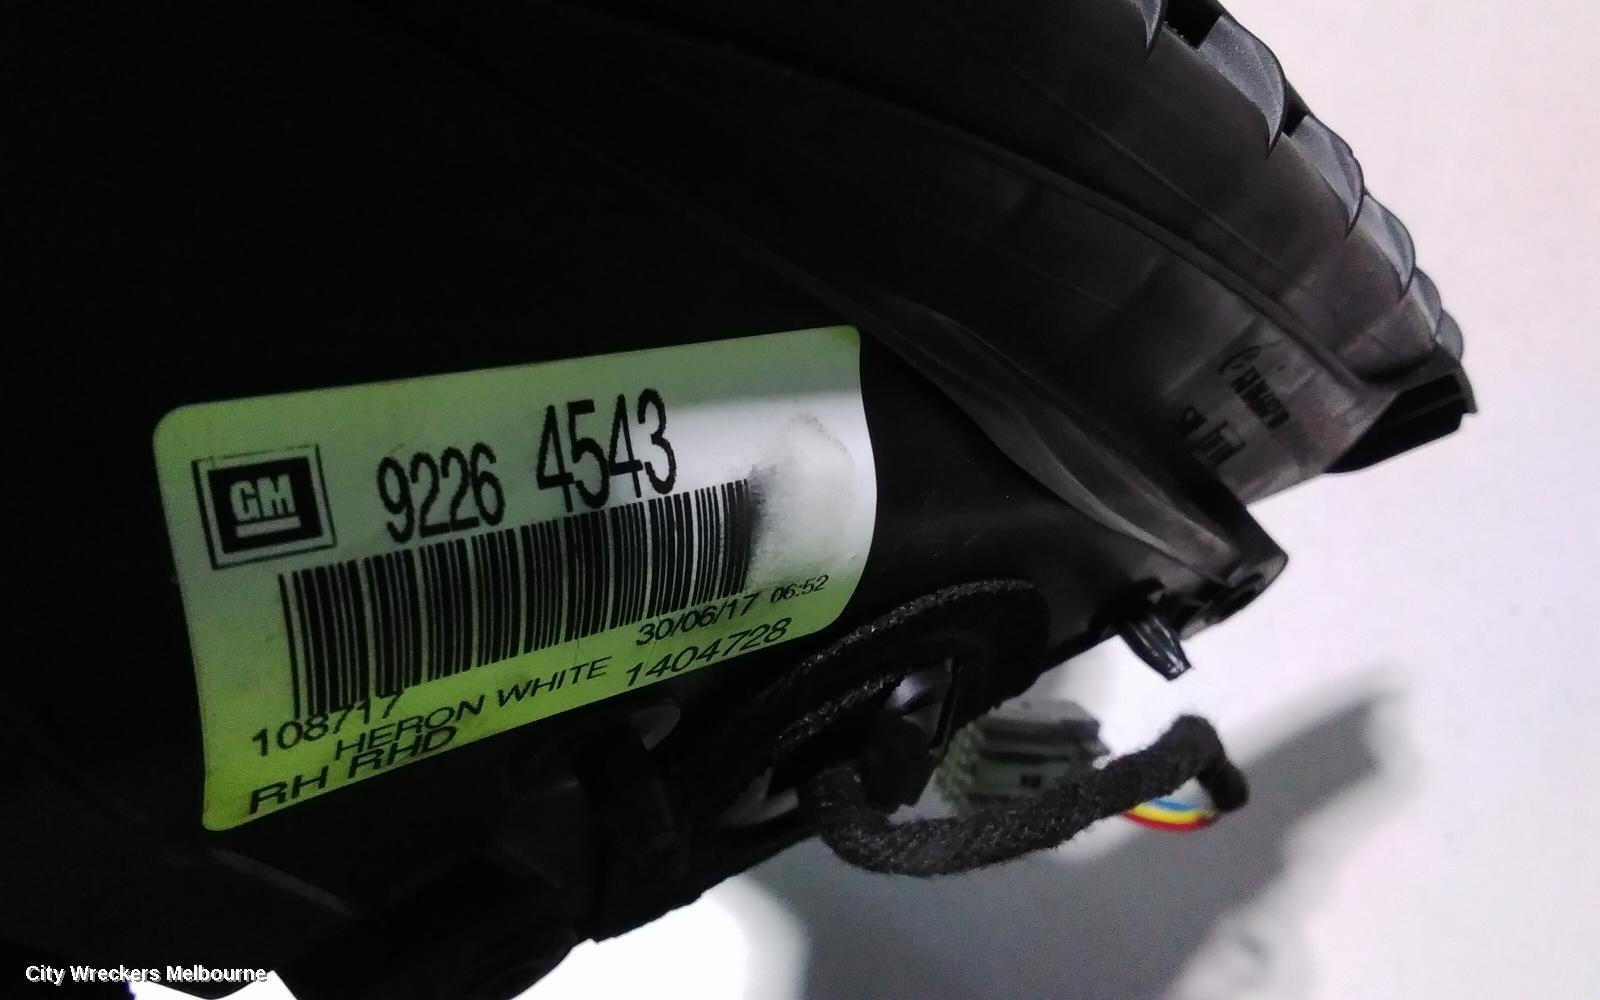 GM
9226 4543
30/06/17 06:52
108717 HERON WHITE 1404728
RH RHD
City Wreckers Melbourne